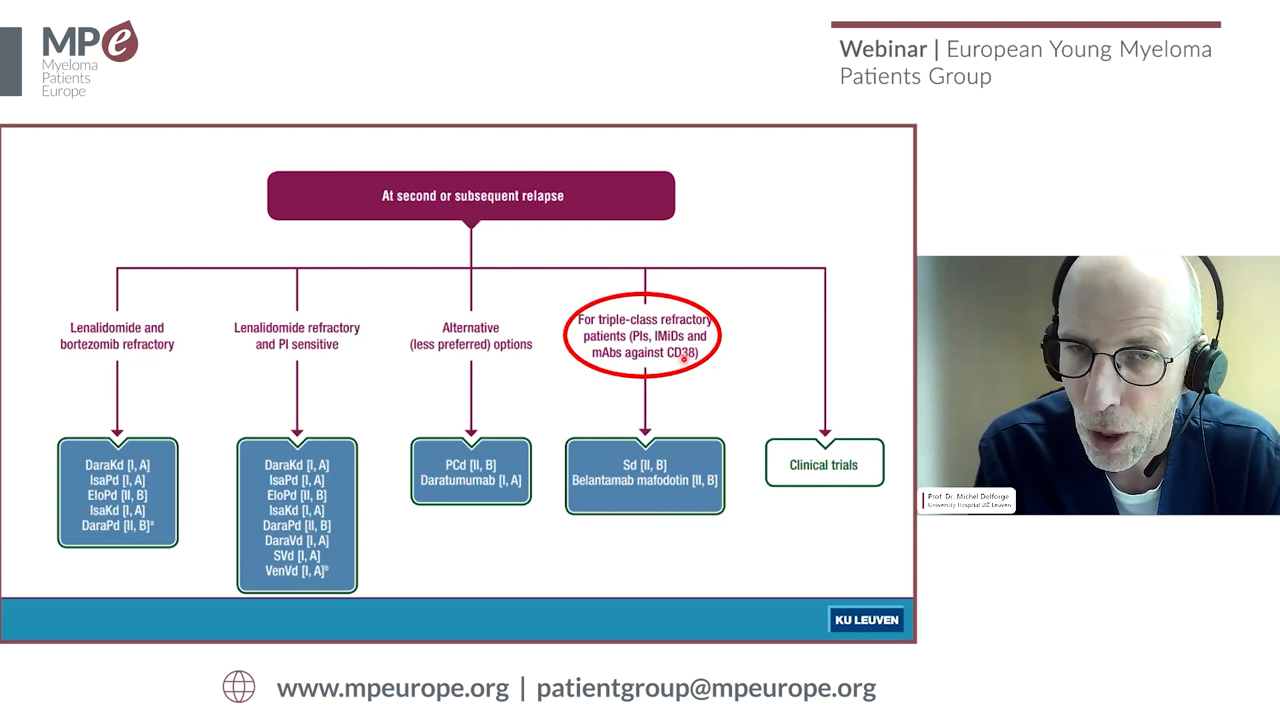 MPe
Myeloma
Patients
Europe
Webinar | European Young Myeloma
Patients Group
At second or subsequent relapse
Lenalidomide and
bortezomib refractory
Lenalidomide refractory
and PI sensitive
Alternative
(less preferred) options
For triple-class refractory
patients (PIs, IMiDs and
mAbs against CD38)
DaraKd [I, A]
IsaPd [I, A]
EloPd [II, B]
IsaKd [I, A]
DaraPd [II, B]ᵃ
DaraKd [I, A]
IsaPd [I, A]
EloPd [II, B]
IsaKd [I, A]
DaraPd [II, B]
DaraVd [I, A]
SVd [I, A]
VenVd [I, A]ᵇ
PCd [II, B]
Daratumumab [I, A]
Sd [II, B]
Belantamab mafodotin [II, B]
Clinical trials
Prof. Dr. Michel Delforge
University Hospital UZ Leuven
KU LEUVEN
www.mpeurope.org | patientgroup@mpeurope.org